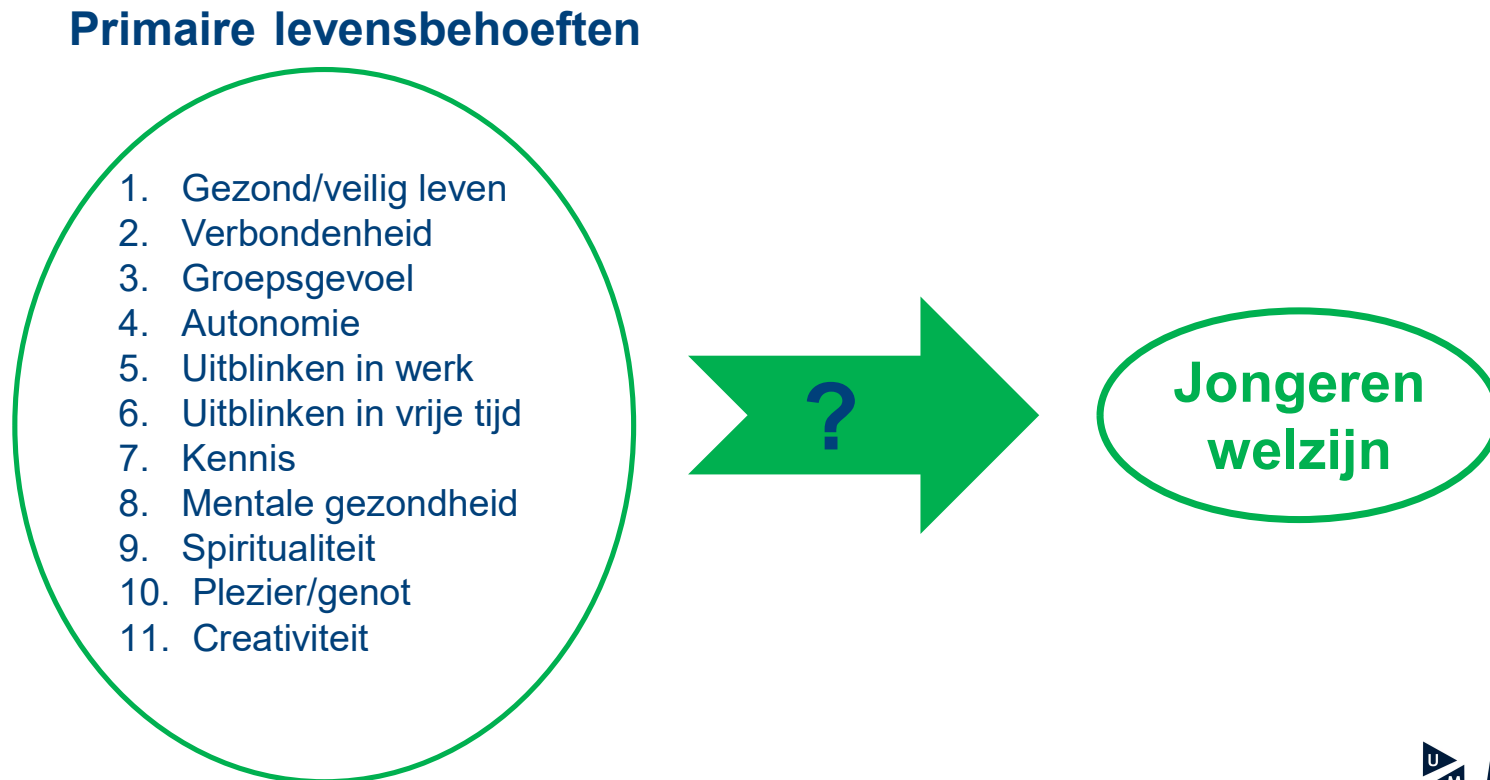 Primaire levensbehoeften
1. Gezond/veilig leven
2. Verbondenheid
3. Groepsgevoel
4. Autonomie
5. Uitblinken in werk
6. Uitblinken in vrije tijd
7. Kennis
8. Mentale gezondheid
9. Spiritualiteit
10. Plezier/genot
11. Creativiteit
?
Jongeren
welzijn
U